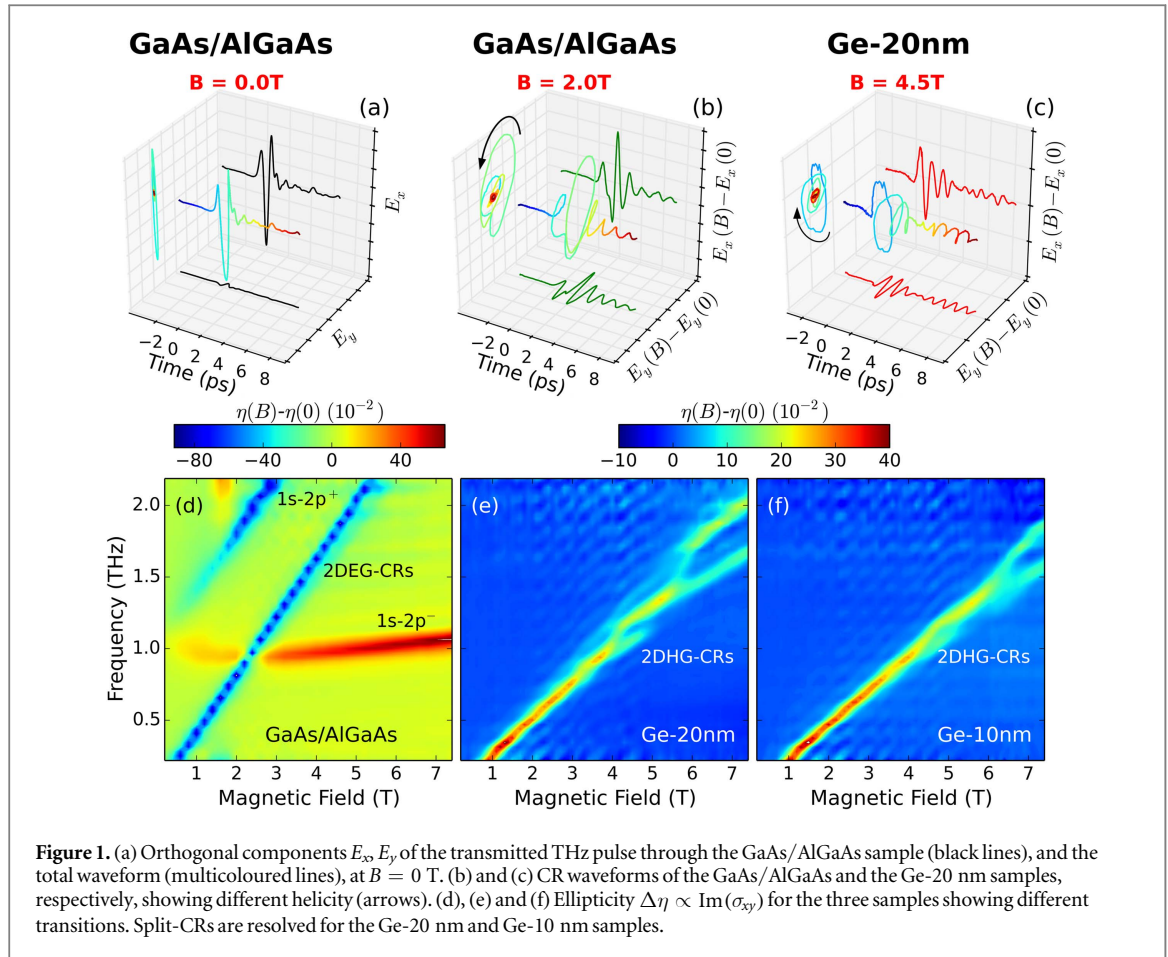 GaAs/AlGaAs GaAs/AlGaAs Ge-20nm
B = 0.0T B = 2.0T B = 4.5T
(a) (b) (c)
E_x E_x(B)−E_x(0) E_x(B)−E_x(0)
E_y E_y(B)−E_y(0) E_y(B)−E_y(0)
−2 0 2 4 6 8 −2 0 2 4 6 8 −2 0 2 4 6 8
Time (ps) Time (ps) Time (ps)
η(B)-η(0) (10⁻²) η(B)-η(0) (10⁻²)
−80 −40 0 40 −10 0 10 20 30 40
(d) (e) (f)
2.0
1.5
1.0
0.5
Frequency (THz)
1s-2p⁺
2DEG-CRs
1s-2p⁻
2DHG-CRs 2DHG-CRs
GaAs/AlGaAs Ge-20nm Ge-10nm
1 2 3 4 5 6 7 1 2 3 4 5 6 7 1 2 3 4 5 6 7
Magnetic Field (T) Magnetic Field (T) Magnetic Field (T)
Figure 1. (a) Orthogonal components E_x, E_y of the transmitted THz pulse through the GaAs/AlGaAs sample (black lines), and the
total waveform (multicoloured lines), at B = 0 T. (b) and (c) CR waveforms of the GaAs/AlGaAs and the Ge-20 nm samples,
respectively, showing different helicity (arrows). (d), (e) and (f) Ellipticity Δη ∝ Im(σ_xy) for the three samples showing different
transitions. Split-CRs are resolved for the Ge-20 nm and Ge-10 nm samples.